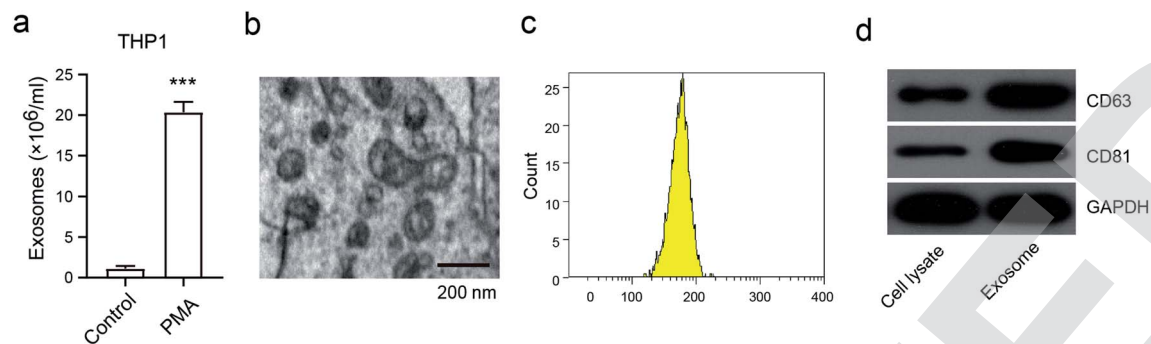 a
THP1
Exosomes (×10⁶/ml)
25
20
15
10
5
0
***
Control
PMA
b
200 nm
c
Count
25
20
15
10
5
0
0 100 200 300 400
d
CD63
CD81
GAPDH
Cell lysate
Exosome